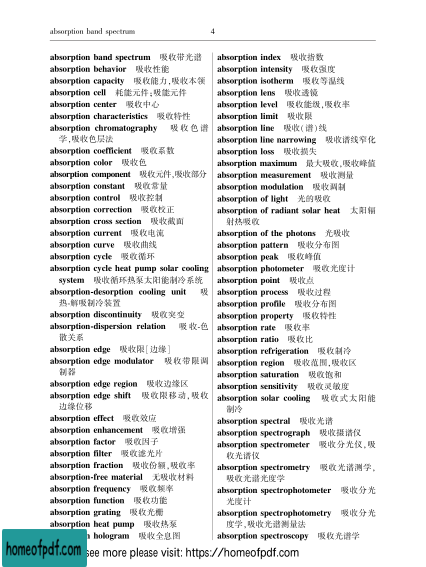 absorption band spectrum 4
absorption band spectrum 吸收带光谱
absorption behavior 吸收性能
absorption capacity 吸收能力,吸收本领
absorption cell 耗能元件;吸能元件
absorption center 吸收中心
absorption characteristics 吸收特性
absorption chromatography 吸收色谱
学,吸收色层法
absorption coefficient 吸收系数
absorption color 吸收色
absorption component 吸收元件,吸收部分
absorption constant 吸收常量
absorption control 吸收控制
absorption correction 吸收校正
absorption cross section 吸收截面
absorption current 吸收电流
absorption curve 吸收曲线
absorption cycle 吸收循环
absorption cycle heat pump solar cooling
system 吸收循环热泵太阳能制冷系统
absorption-desorption cooling unit 吸
热-解吸制冷装置
absorption discontinuity 吸收突变
absorption-dispersion relation 吸收-色
散关系
absorption edge 吸收限[边缘]
absorption edge modulator 吸收带限调
制器
absorption edge region 吸收边缘区
absorption edge shift 吸收限移动,吸收
边缘位移
absorption effect 吸收效应
absorption enhancement 吸收增强
absorption factor 吸收因子
absorption filter 吸收滤光片
absorption fraction 吸收份额,吸收率
absorption-free material 无吸收材料
absorption frequency 吸收频率
absorption function 吸收功能
absorption grating 吸收光栅
absorption heat pump 吸收热泵
hologram 吸收全息图
absorption index 吸收指数
absorption intensity 吸收强度
absorption isotherm 吸收等温线
absorption lens 吸收透镜
absorption level 吸收能级,吸收率
absorption limit 吸收限
absorption line 吸收(谱)线
absorption line narrowing 吸收谱线窄化
absorption loss 吸收损失
absorption maximum 最大吸收,吸收峰值
absorption measurement 吸收测量
absorption modulation 吸收调制
absorption of light 光的吸收
absorption of radiant solar heat 太阳辐
射热吸收
absorption of the photons 光吸收
absorption pattern 吸收分布图
absorption peak 吸收峰值
absorption photometer 吸收光度计
absorption point 吸收点
absorption process 吸收过程
absorption profile 吸收分布图
absorption property 吸收特性
absorption rate 吸收率
absorption ratio 吸收比
absorption refrigeration 吸收制冷
absorption region 吸收范围,吸收区
absorption saturation 吸收饱和
absorption sensitivity 吸收灵敏度
absorption solar cooling 吸收式太阳能
制冷
absorption spectral 吸收光谱
absorption spectrograph 吸收摄谱仪
absorption spectrometer 吸收分光仪,吸
收光谱仪
absorption spectrometry 吸收光谱测学,
吸收光谱光度学
absorption spectrophotometer 吸收分光
光度计
absorption spectrophotometry 吸收分光
度学,吸收光谱测量法
absorption spectroscopy 吸收光谱学
homeofpdf.com
see more please visit: https://homeofpdf.com